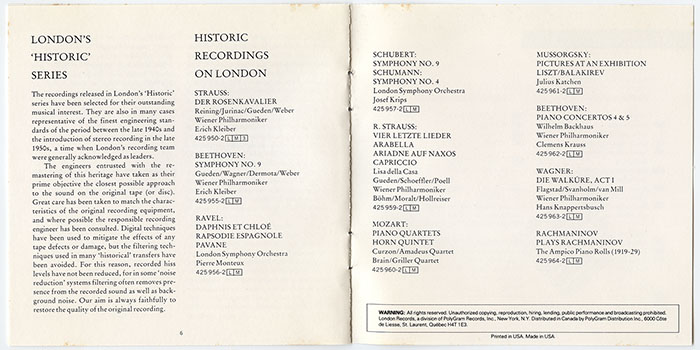 LONDON'S
'HISTORIC'
SERIES
The recordings released in London's 'Historic'
series have been selected for their outstanding
musical interest. They are also in many cases
representative of the finest engineering stan-
dards of the period between the late 1940s and
the introduction of stereo recording in the late
1950s, a time when London's recording team
were generally acknowledged as leaders.
The engineers entrusted with the re-
mastering of this heritage have taken as their
prime objective the closest possible approach
to the sound on the original tape (or disc).
Great care has been taken to match the charac-
teristics of the original recording equipment,
and where possible the responsible recording
engineer has been consulted. Digital techniques
have been used to mitigate the effects of any
tape defects or damage, but the filtering tech-
niques used in many 'historical' transfers have
been avoided. For this reason, recorded hiss
levels have not been reduced, for in some 'noise
reduction' systems filtering often removes pre-
sence from the recorded sound as well as back-
ground noise. Our aim is always faithfully to
restore the quality of the original recording.
6
HISTORIC
RECORDINGS
ON LONDON
STRAUSS:
DER ROSENKAVALIER
Reining/Jurinac/Gueden/Weber
Wiener Philharmoniker
Erich Kleiber
425 950-2 L M 3
BEETHOVEN:
SYMPHONY NO. 9
Gueden/Wagner/Dermota/Weber
Wiener Philharmoniker
Erich Kleiber
425 955-2 L M
RAVEL:
DAPHNIS ET CHLOÉ
RAPSODIE ESPAGNOLE
PAVANE
London Symphony Orchestra
Pierre Monteux
425 956-2 L M
SCHUBERT:
SYMPHONY NO. 9
SCHUMANN:
SYMPHONY NO. 4
London Symphony Orchestra
Josef Krips
425 957-2 L M
R. STRAUSS:
VIER LETZTE LIEDER
ARABELLA
ARIADNE AUF NAXOS
CAPRICCIO
Lisa della Casa
Gueden/Schoeffler/Poell
Wiener Philharmoniker
Böhm/Moralt/Hollreiser
425 959-2 L M
MOZART:
PIANO QUARTETS
HORN QUINTET
Curzon/Amadeus Quartet
Brain/Griller Quartet
425 960-2 L M
MUSSORGSKY:
PICTURES AT AN EXHIBITION
LISZT/BALAKIREV
Julius Katchen
425 961-2 L M
BEETHOVEN:
PIANO CONCERTOS 4 & 5
Wilhelm Backhaus
Wiener Philharmoniker
Clemens Krauss
425 962-2 L M
WAGNER:
DIE WALKÜRE, ACT I
Flagstad/Svanholm/van Mill
Wiener Philharmoniker
Hans Knappertsbusch
425 963-2 L M
RACHMANINOV
PLAYS RACHMANINOV
The Ampico Piano Rolls (1919-29)
425 964-2 L M
WARNING: All rights reserved. Unauthorized copying, reproduction, hiring, lending, public performance and broadcasting prohibited.
London Records, a division of PolyGram Records, Inc., New York, N.Y. Distributed in Canada by PolyGram Distribution Inc., 6000 Côte
de Liesse, St. Laurent, Québec H4T 1E3.
Printed in USA. Made in USA